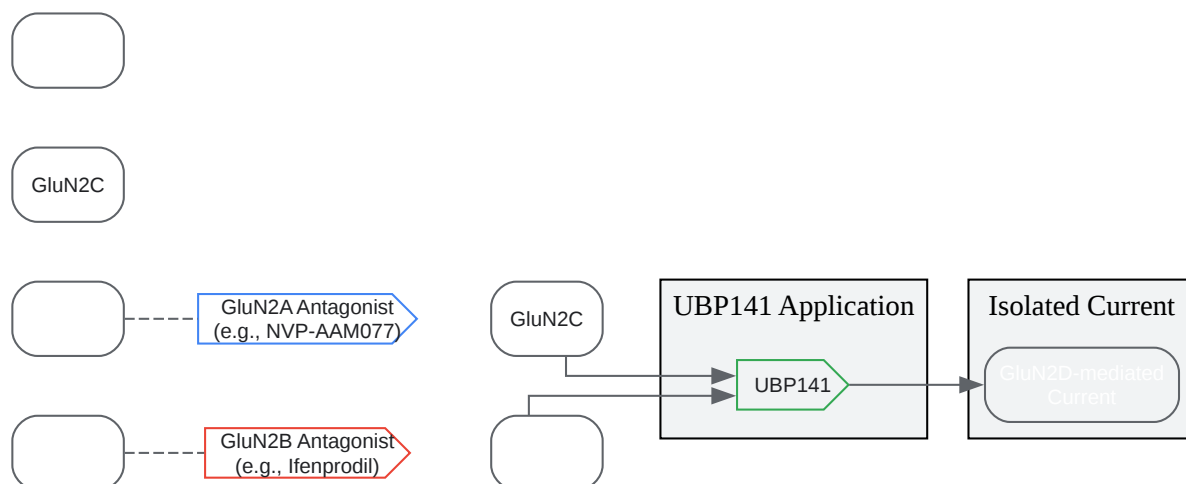 GluN2C
GluN2A Antagonist
(e.g., NVP-AAM077)
GluN2B Antagonist
(e.g., Ifenprodil)
GluN2C
UBP141 Application
UBP141
Isolated Current
GluN2D-mediated
Current